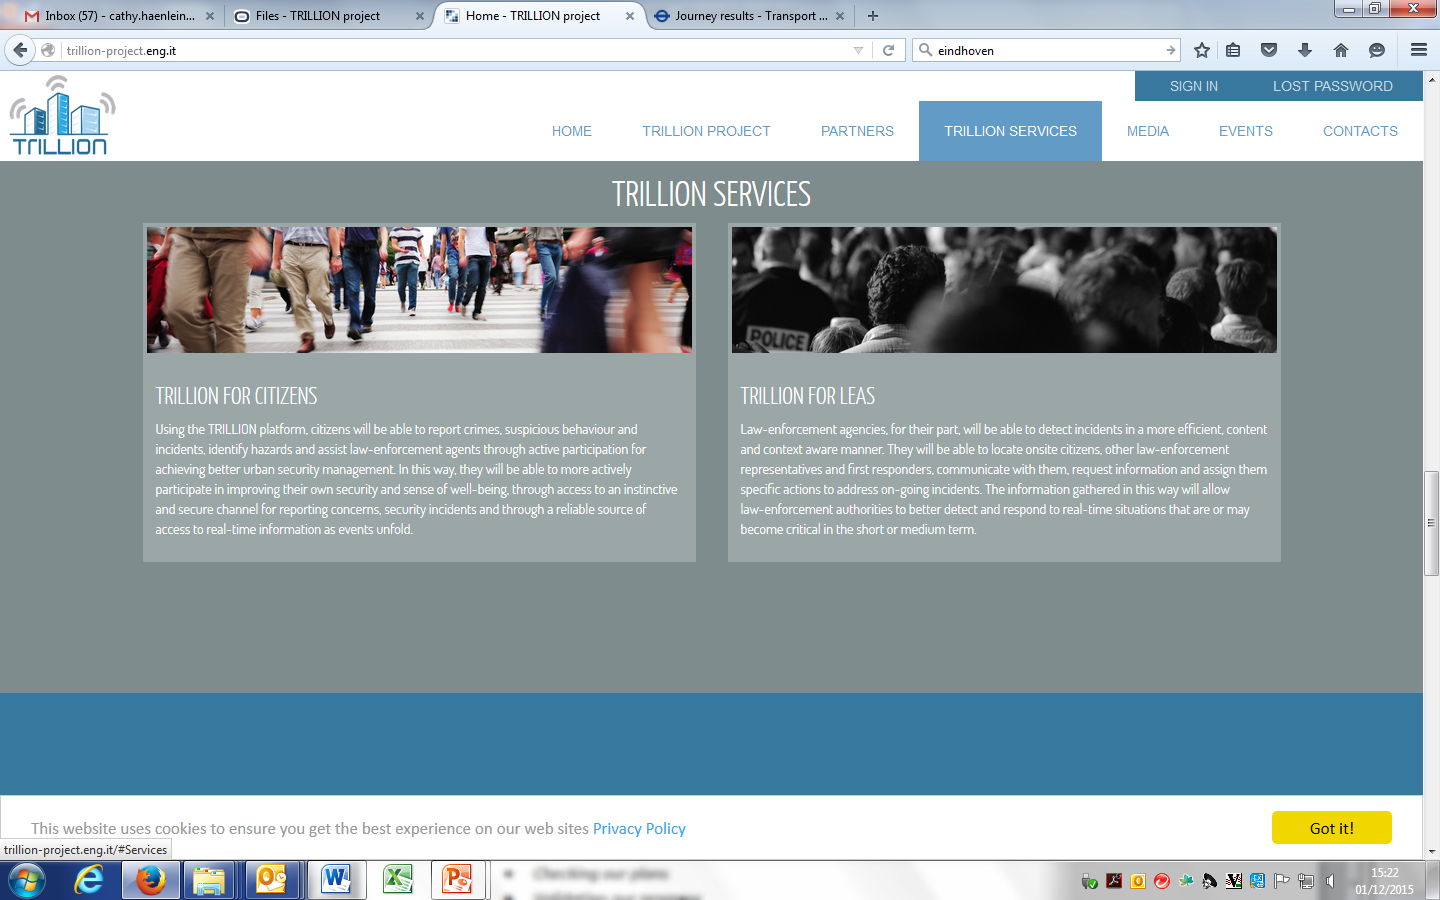 Inbox (57) - cathy.haenlein...
Files - TRILLION project
Home - TRILLION project
Journey results - Transport ...
trillion-project.eng.it
eindhoven
SIGN IN
LOST PASSWORD
TRILLION
HOME
TRILLION PROJECT
PARTNERS
TRILLION SERVICES
MEDIA
EVENTS
CONTACTS
TRILLION SERVICES
POLICE
TRILLION FOR CITIZENS
Using the TRILLION platform, citizens will be able to report crimes, suspicious behaviour and
incidents, identify hazards and assist law-enforcement agents through active participation for
achieving better urban security management. In this way, they will be able to more actively
participate in improving their own security and sense of well-being, through access to an instinctive
and secure channel for reporting concerns, security incidents and through a reliable source of
access to real-time information as events unfold.
TRILLION FOR LEAS
Law-enforcement agencies, for their part, will be able to detect incidents in a more efficient, content
and context aware manner. They will be able to locate onsite citizens, other law-enforcement
representatives and first responders, communicate with them, request information and assign them
specific actions to address on-going incidents. The information gathered in this way will allow
law-enforcement authorities to better detect and respond to real-time situations that are or may
become critical in the short or medium term.
This website uses cookies to ensure you get the best experience on our web sites Privacy Policy
Got it!
trillion-project.eng.it/#Services
Checking our plans
Validating our
15:22
01/12/2015